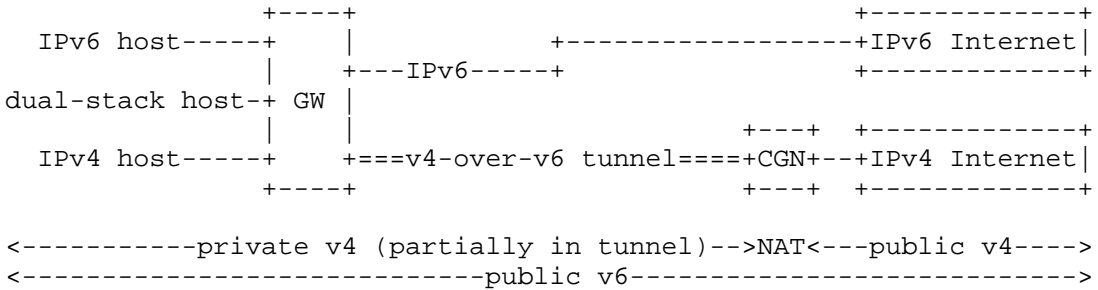 +----+                                  +-------------+
  IPv6 host-----+    |             +------------------+IPv6 Internet|
                 |    +---IPv6-----+                   +-------------+
dual-stack host-+ GW |
                 |    |                          +---+  +-------------+
  IPv4 host-----+    +===v4-over-v6 tunnel====+CGN+--+IPv4 Internet|
                 +----+                          +---+  +-------------+
<-----------private v4 (partially in tunnel)-->NAT<---public v4---->
<-----------------------------public v6---------------------------->